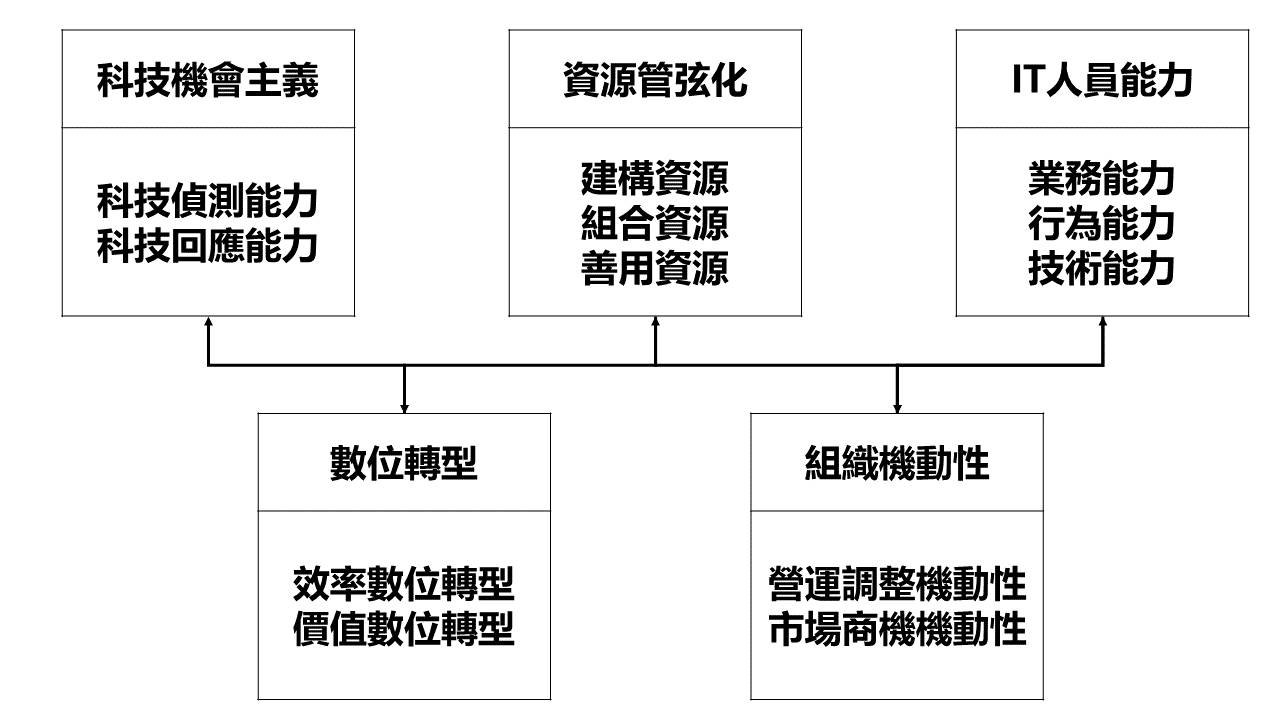 科技機會主義
科技偵測能力
科技回應能力
資源管弦化
建構資源
組合資源
善用資源
IT人員能力
業務能力
行為能力
技術能力
數位轉型
效率數位轉型
價值數位轉型
組織機動性
營運調整機動性
市場商機機動性